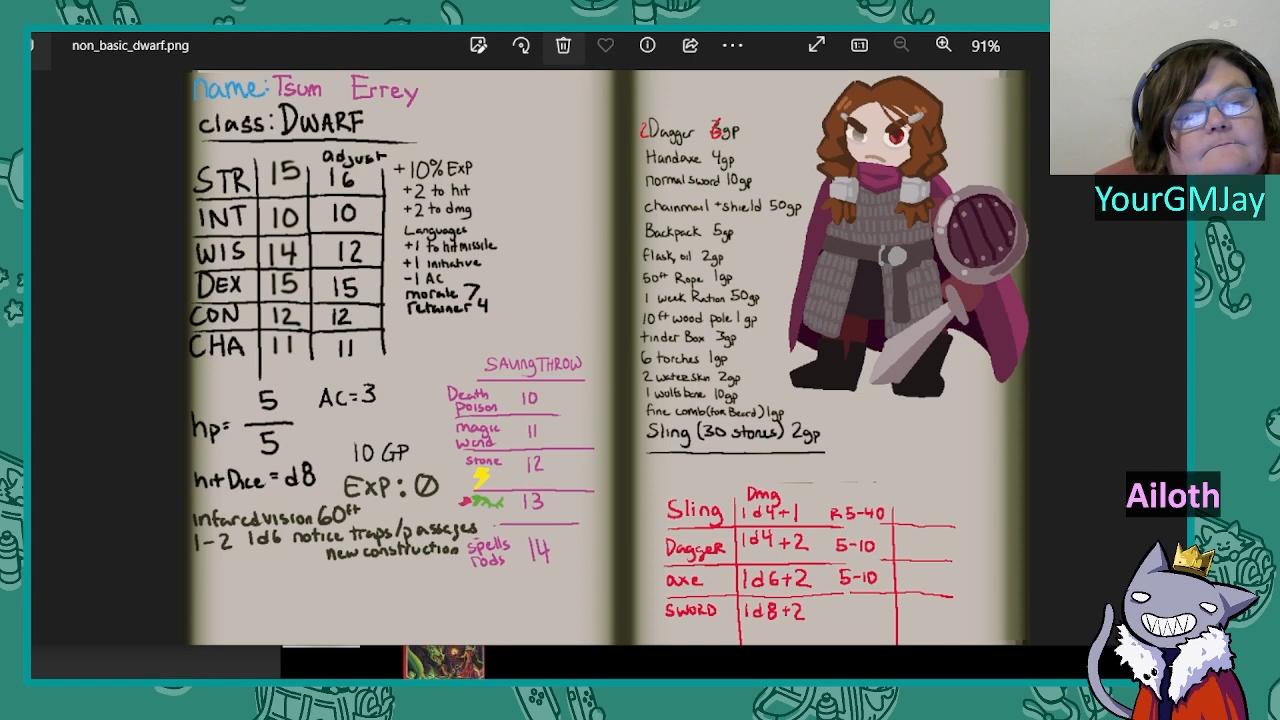 non_basic_dwarf.png
91%
name: Tsum Errey
class: DWARF
adjust
STR 15 16
INT 10 10
WIS 14 12
DEX 15 15
CON 12 12
CHA 11 11
+10% EXP
+2 to hit
+2 to dmg
Languages
+1 to hit missile
+1 initiative
-1 AC
morale 7
retainer 4
hp= 5
5
AC=3
hit Dice = d8
10 GP
EXP: 0
infaredvision 60ft
1-2 1d6 notice traps/passeges
new construction
SAVingTHROW
Death poison 10
magic wand 11
stone 12
13
spells rods 14
2 Dagger 6gp
Handaxe 4gp
normal sword 10gp
chainmail + shield 50gp
Backpack 5gp
flask, oil 2gp
50ft Rope 1gp
1 week Ration 50gp
10ft wood pole 1gp
tinder Box 3gp
6 torches 1gp
2 waterskin 2gp
1 wolfsbane 10gp
fine comb (for Beard) 1gp
Sling (30 stones) 2gp
Dmg
Sling 1d4+1 R 5-40
Dagger 1d4+2 5-10
axe 1d6+2 5-10
SWORD 1d8+2
YourGMJay
Ailoth